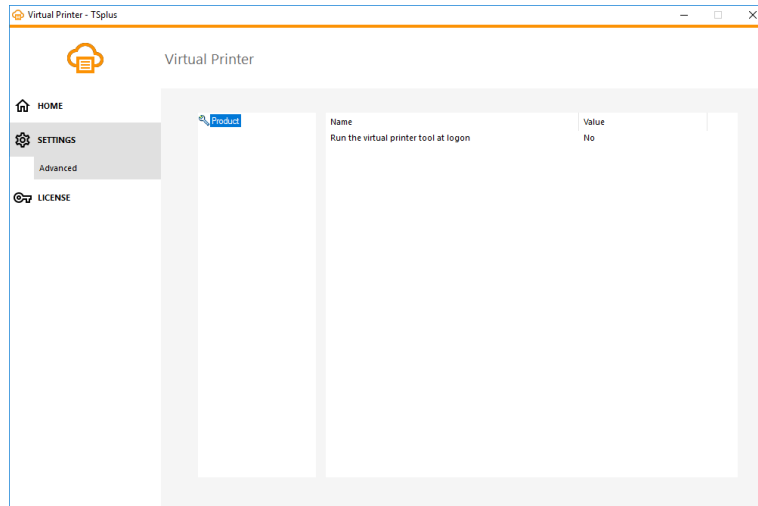 Virtual Printer - TSplus
Virtual Printer
HOME
SETTINGS
Advanced
LICENSE
Product
Name Value
Run the virtual printer tool at logon No